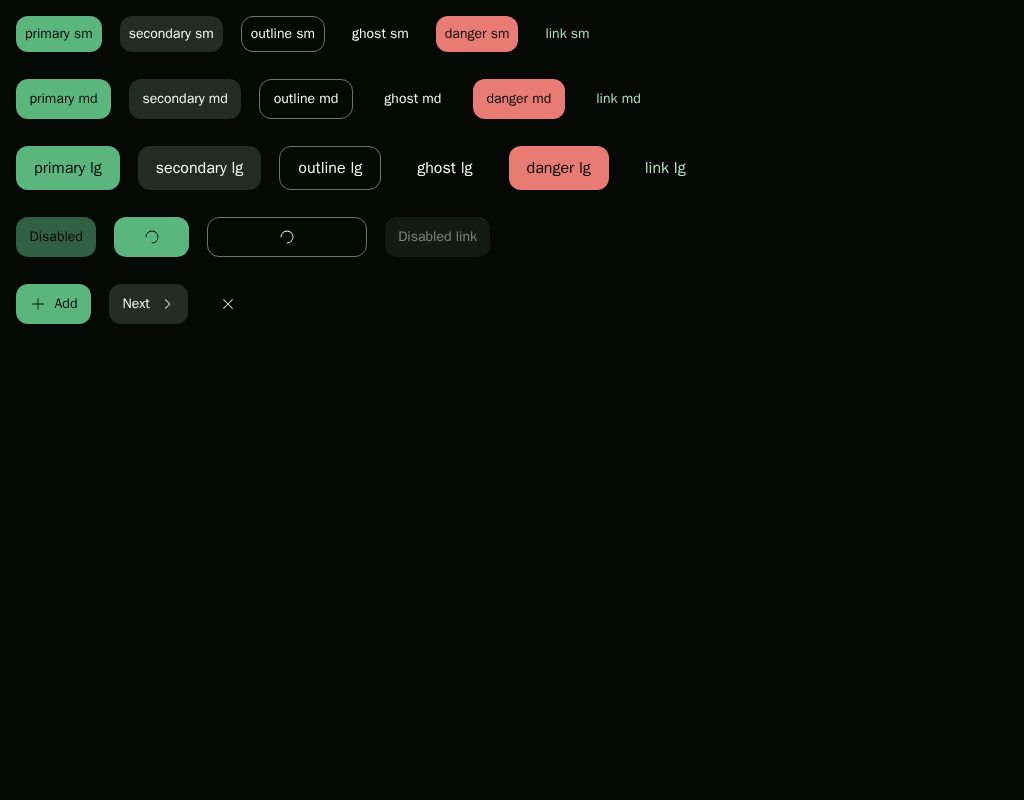 primary sm secondary sm outline sm ghost sm danger sm link sm
primary md secondary md outline md ghost md danger md link md
primary lg secondary lg outline lg ghost lg danger lg link lg
Disabled Disabled link
Add Next